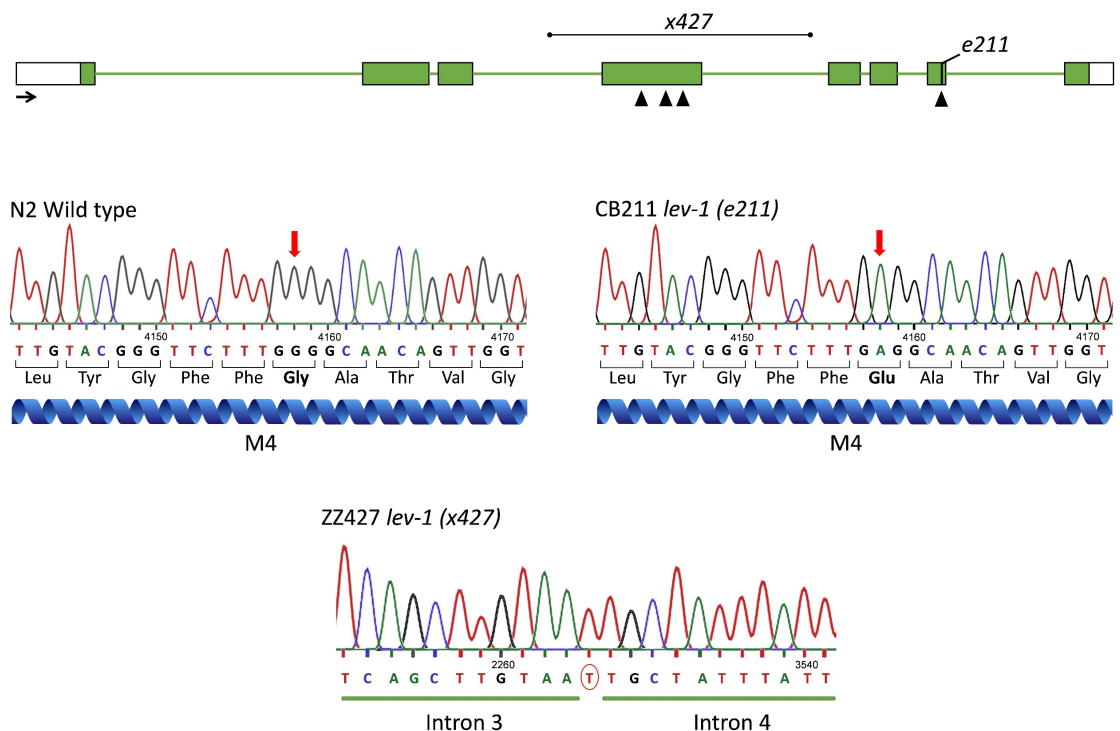 x427
e211
N2 Wild type
CB211 lev-1 (e211)
4150 4160 4170
T T G T A C G G G T T C T T T G G G G C A A C A G T T G G T
Leu Tyr Gly Phe Phe Gly Ala Thr Val Gly
M4
4150 4160 4170
T T G T A C G G G T T C T T T G A G G C A A C A G T T G G T
Leu Tyr Gly Phe Phe Glu Ala Thr Val Gly
M4
ZZ427 lev-1 (x427)
2260 3540
T C A G C T T G T A A T T G C T A T T T A T T
Intron 3 Intron 4